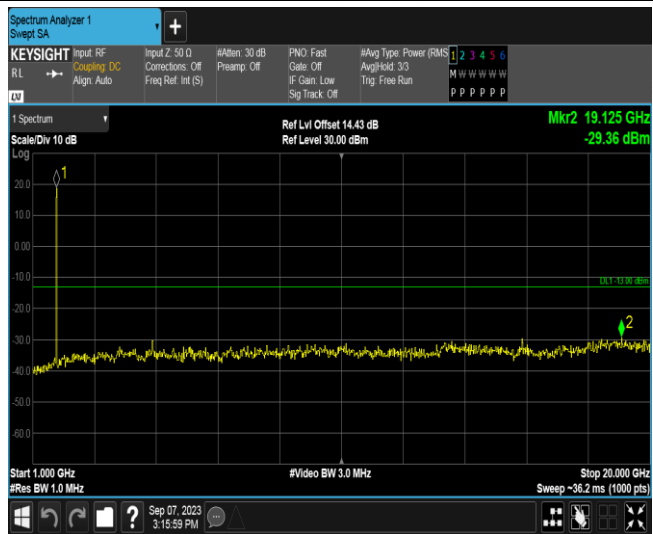 Spectrum Analyzer 1
Swept SA
+
KEYSIGHT
RL
Input: RF
Coupling: DC
Align: Auto
Input Z: 50 Ω
Corrections: Off
Freq Ref: Int (S)
#Atten: 30 dB
Preamp: Off
PNO: Fast
Gate: Off
IF Gain: Low
Sig Track: Off
#Avg Type: Power (RMS
Avg|Hold: 3/3
Trig: Free Run
1 2 3 4 5 6
M W W W W W
P P P P P P
LXI
1 Spectrum
Scale/Div 10 dB
Log
Ref Lvl Offset 14.43 dB
Ref Level 30.00 dBm
Mkr2 19.125 GHz
-29.36 dBm
20.0
10.0
0.00
-10.0
-20.0
-30.0
-40.0
-50.0
-60.0
1
DL1 -13.00 dBm
2
Start 1.000 GHz
#Res BW 1.0 MHz
#Video BW 3.0 MHz
Stop 20.000 GHz
Sweep ~36.2 ms (1000 pts)
?
Sep 07, 2023
3:15:59 PM